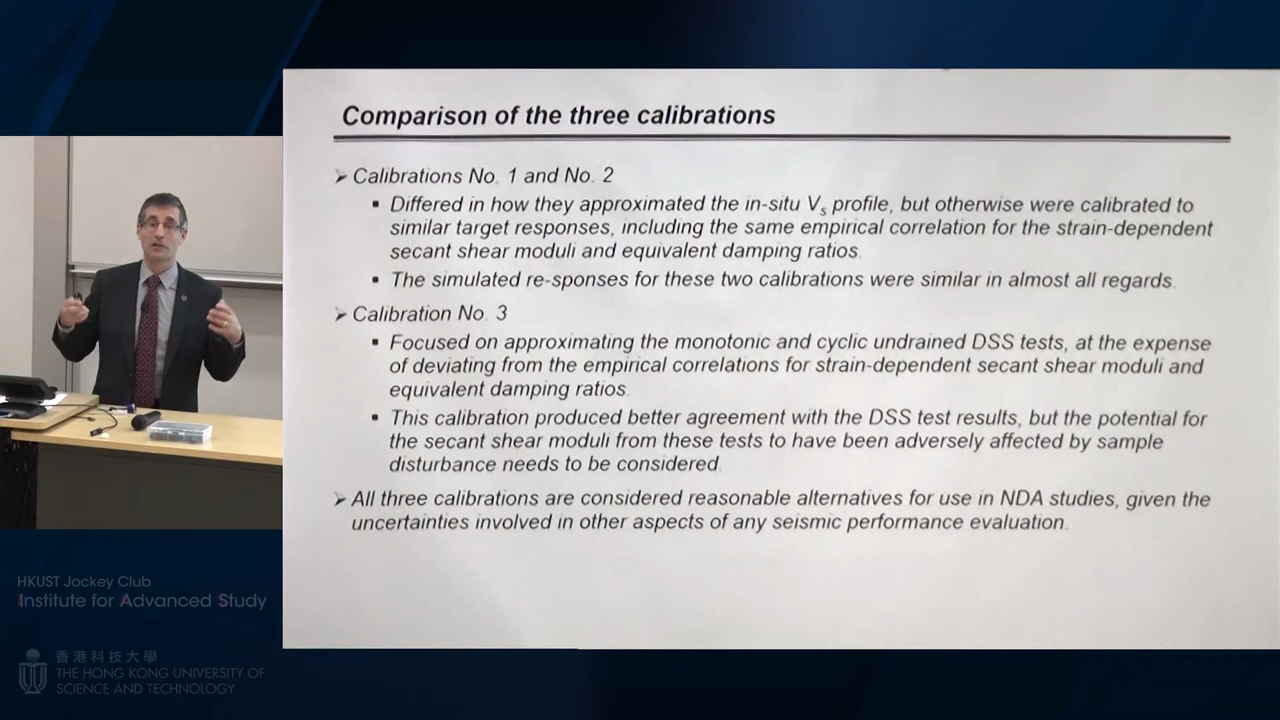 Comparison of the three calibrations
➢ Calibrations No. 1 and No. 2
▪ Differed in how they approximated the in-situ Vs profile, but otherwise were calibrated to
similar target responses, including the same empirical correlation for the strain-dependent
secant shear moduli and equivalent damping ratios.
▪ The simulated re-sponses for these two calibrations were similar in almost all regards.
➢ Calibration No. 3
▪ Focused on approximating the monotonic and cyclic undrained DSS tests, at the expense
of deviating from the empirical correlations for strain-dependent secant shear moduli and
equivalent damping ratios.
▪ This calibration produced better agreement with the DSS test results, but the potential for
the secant shear moduli from these tests to have been adversely affected by sample
disturbance needs to be considered.
➢ All three calibrations are considered reasonable alternatives for use in NDA studies, given the
uncertainties involved in other aspects of any seismic performance evaluation.
HKUST Jockey Club
Institute for Advanced Study
香港科技大學
THE HONG KONG UNIVERSITY OF
SCIENCE AND TECHNOLOGY